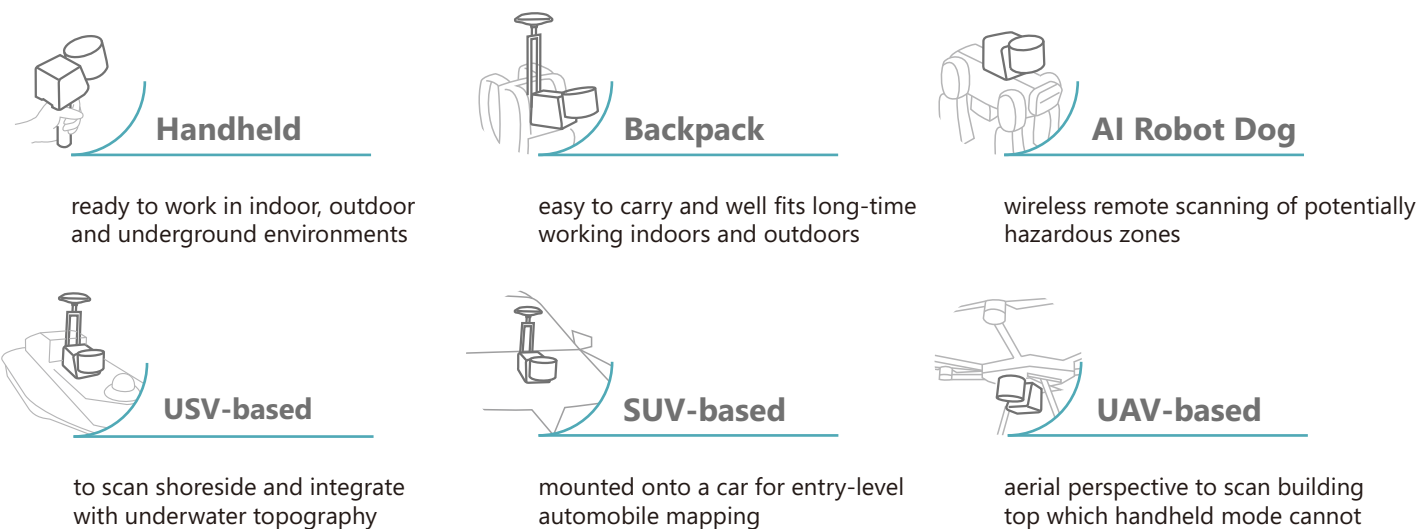 Handheld
ready to work in indoor, outdoor
and underground environments
Backpack
easy to carry and well fits long-time
working indoors and outdoors
AI Robot Dog
wireless remote scanning of potentially
hazardous zones
USV-based
to scan shoreside and integrate
with underwater topography
SUV-based
mounted onto a car for entry-level
automobile mapping
UAV-based
aerial perspective to scan building
top which handheld mode cannot